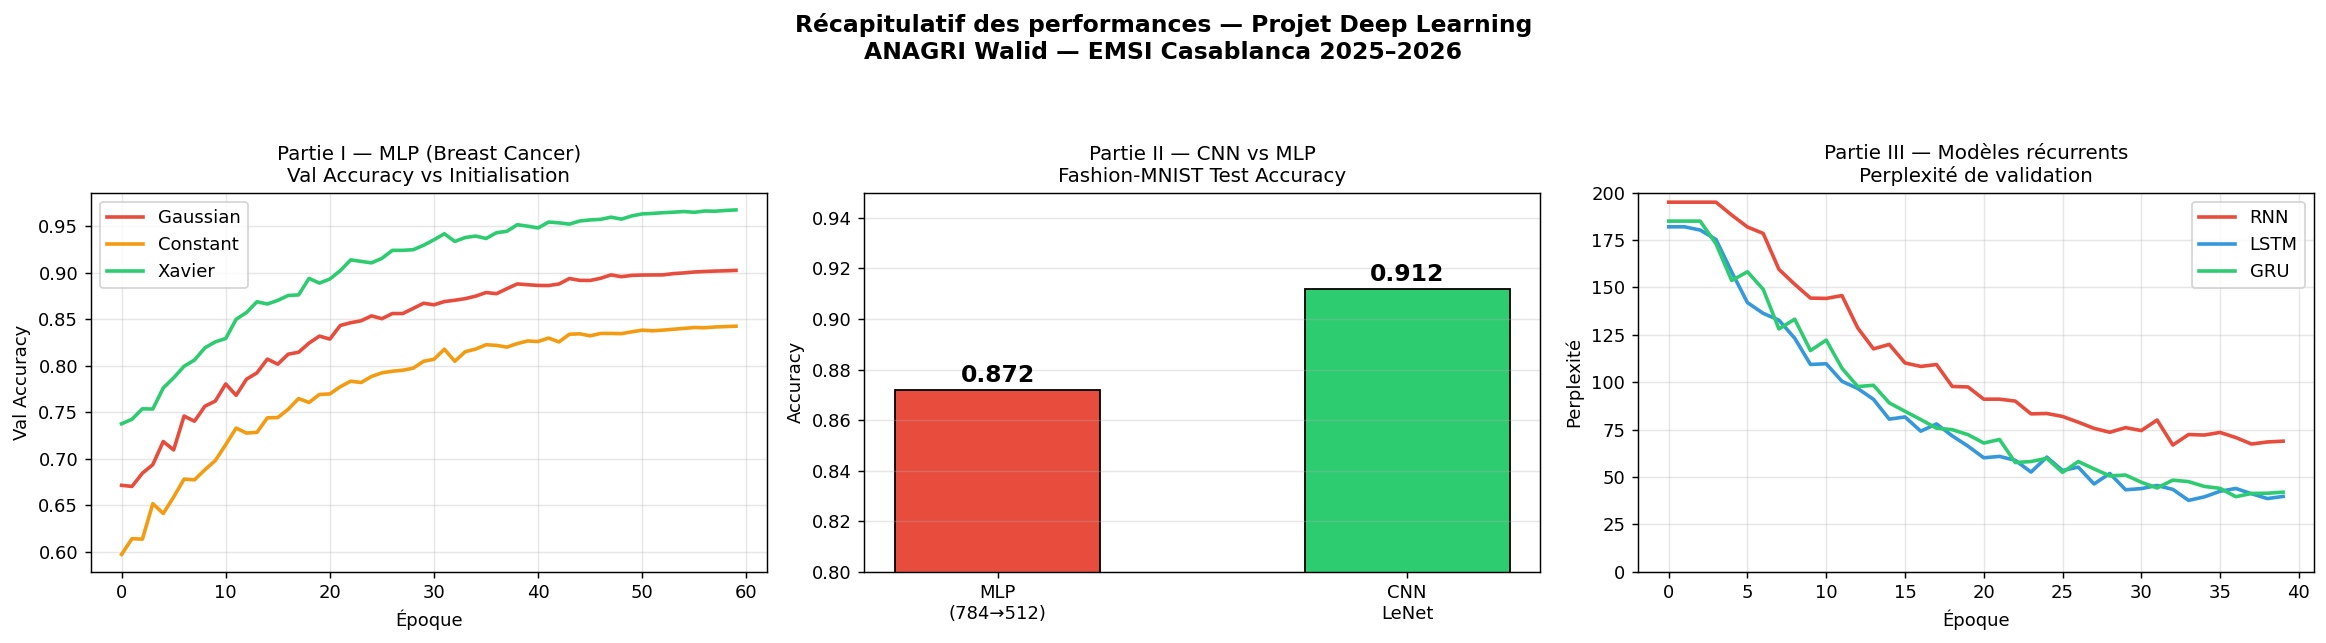 Récapitulatif des performances — Projet Deep Learning
ANAGRI Walid — EMSI Casablanca 2025–2026
Partie I — MLP (Breast Cancer)
Val Accuracy vs Initialisation
Gaussian
Constant
Xavier
Val Accuracy
0.95
0.90
0.85
0.80
0.75
0.70
0.65
0.60
0 10 20 30 40 50 60
Époque
Partie II — CNN vs MLP
Fashion-MNIST Test Accuracy
Accuracy
0.94
0.92
0.90
0.88
0.86
0.84
0.82
0.80
0.872
0.912
MLP
(784→512)
CNN
LeNet
Partie III — Modèles récurrents
Perplexité de validation
RNN
LSTM
GRU
Perplexité
200
175
150
125
100
75
50
25
0
0 5 10 15 20 25 30 35 40
Époque